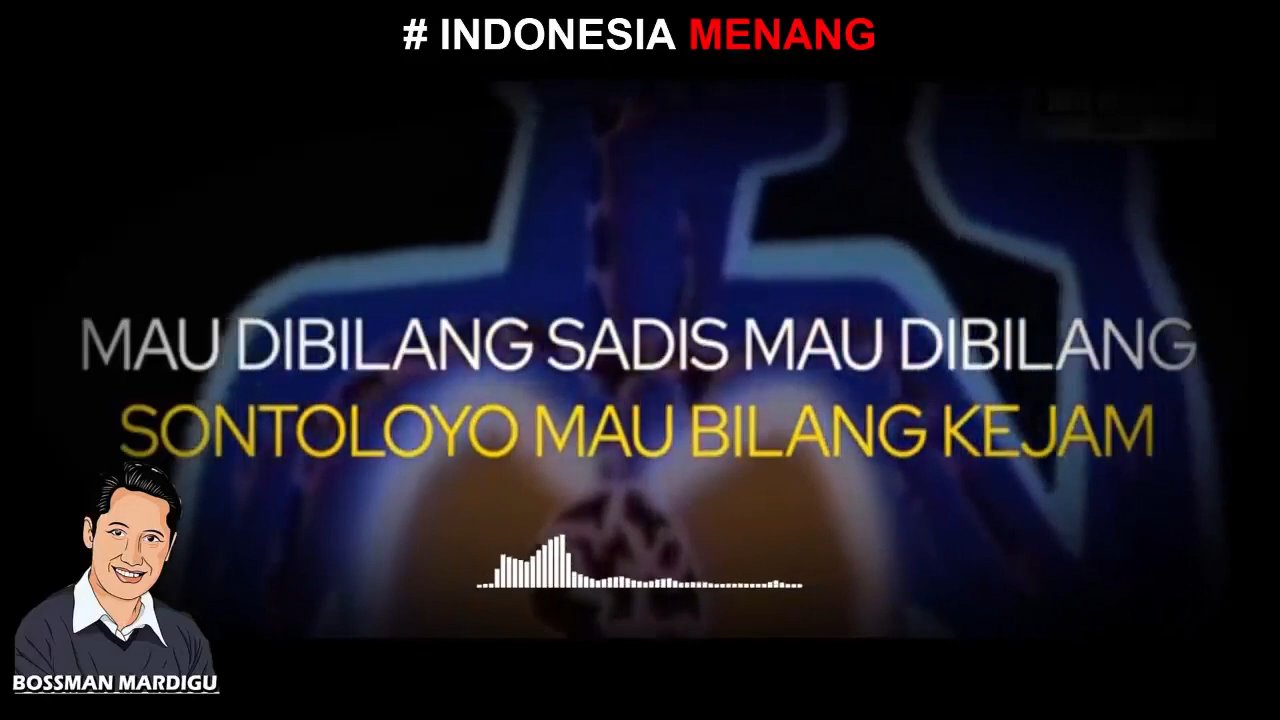 # INDONESIA MENANG
MAU DIBILANG SADIS MAU DIBILANG
SONTOLOYO MAU BILANG KEJAM
BOSSMAN MARDIGU